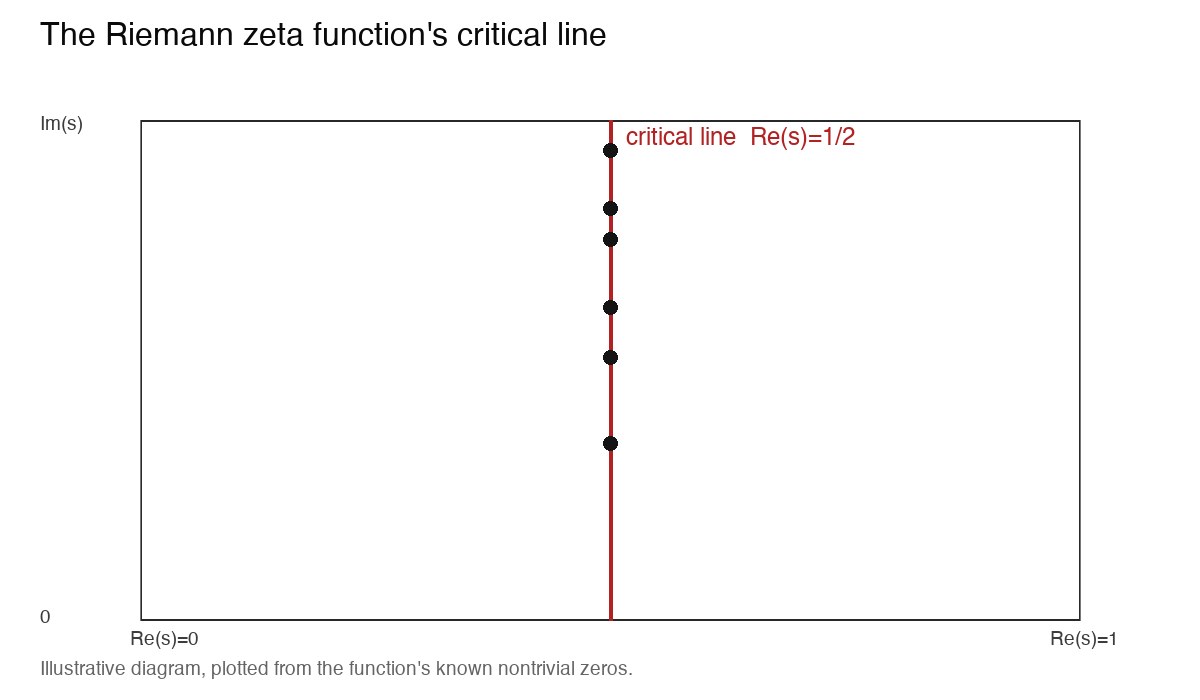 The Riemann zeta function's critical line
Im(s)
critical line  Re(s)=1/2
0
Re(s)=0
Re(s)=1
Illustrative diagram, plotted from the function's known nontrivial zeros.